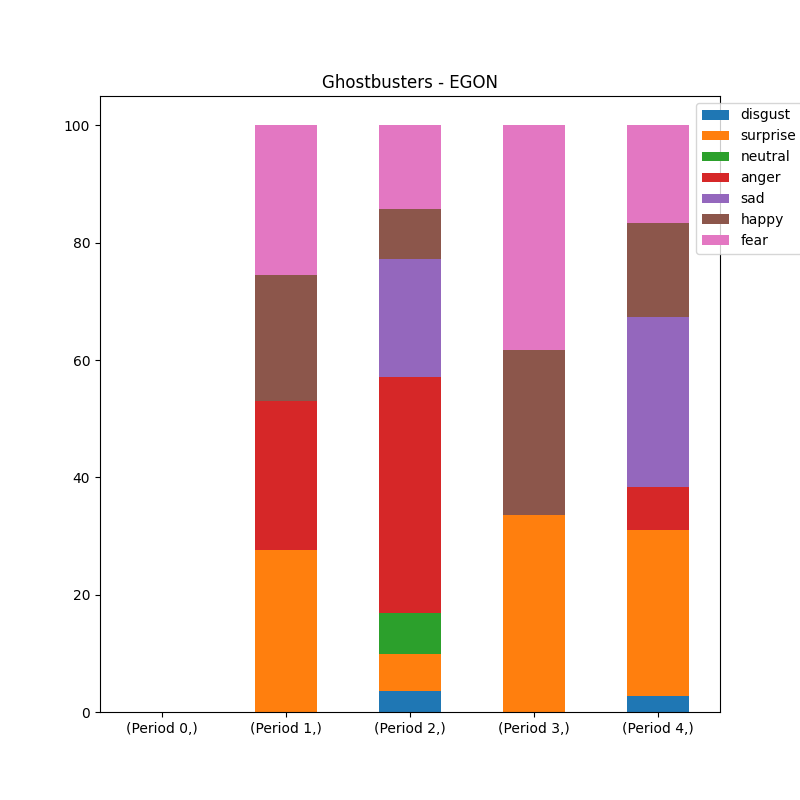 Ghostbusters - EGON
disgust
surprise
neutral
anger
sad
happy
fear
100
80
60
40
20
0
(Period 0,)
(Period 1,)
(Period 2,)
(Period 3,)
(Period 4,)